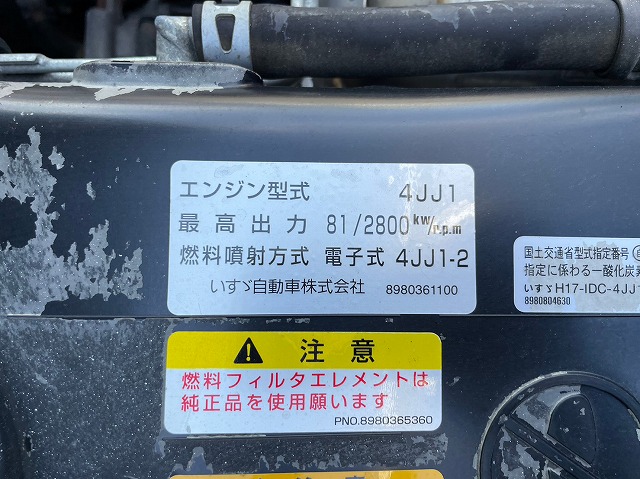 エンジン型式 4JJ1
最高出力 81/2800 kW/r.p.m
燃料噴射方式 電子式 4JJ1-2
いすゞ自動車株式会社 8980361100
国土交通省型式指定番号
指定に係わる一酸化炭素
いすゞH17-IDC-4JJ1
8980804630
注意
燃料フィルタエレメントは
純正品を使用願います
PNO.8980365360